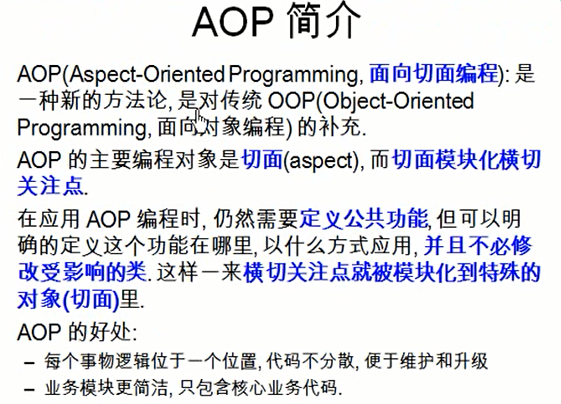 AOP 简介
AOP(Aspect-Oriented Programming, 面向切面编程): 是
一种新的方法论, 是对传统 OOP(Object-Oriented
Programming, 面向对象编程) 的补充.
AOP 的主要编程对象是切面(aspect), 而切面模块化横切
关注点.
在应用 AOP 编程时, 仍然需要定义公共功能, 但可以明
确的定义这个功能在哪里, 以什么方式应用, 并且不必修
改受影响的类. 这样一来横切关注点就被模块化到特殊的
对象(切面)里.
AOP 的好处:
– 每个事物逻辑位于一个位置, 代码不分散, 便于维护和升级
– 业务模块更简洁, 只包含核心业务代码.